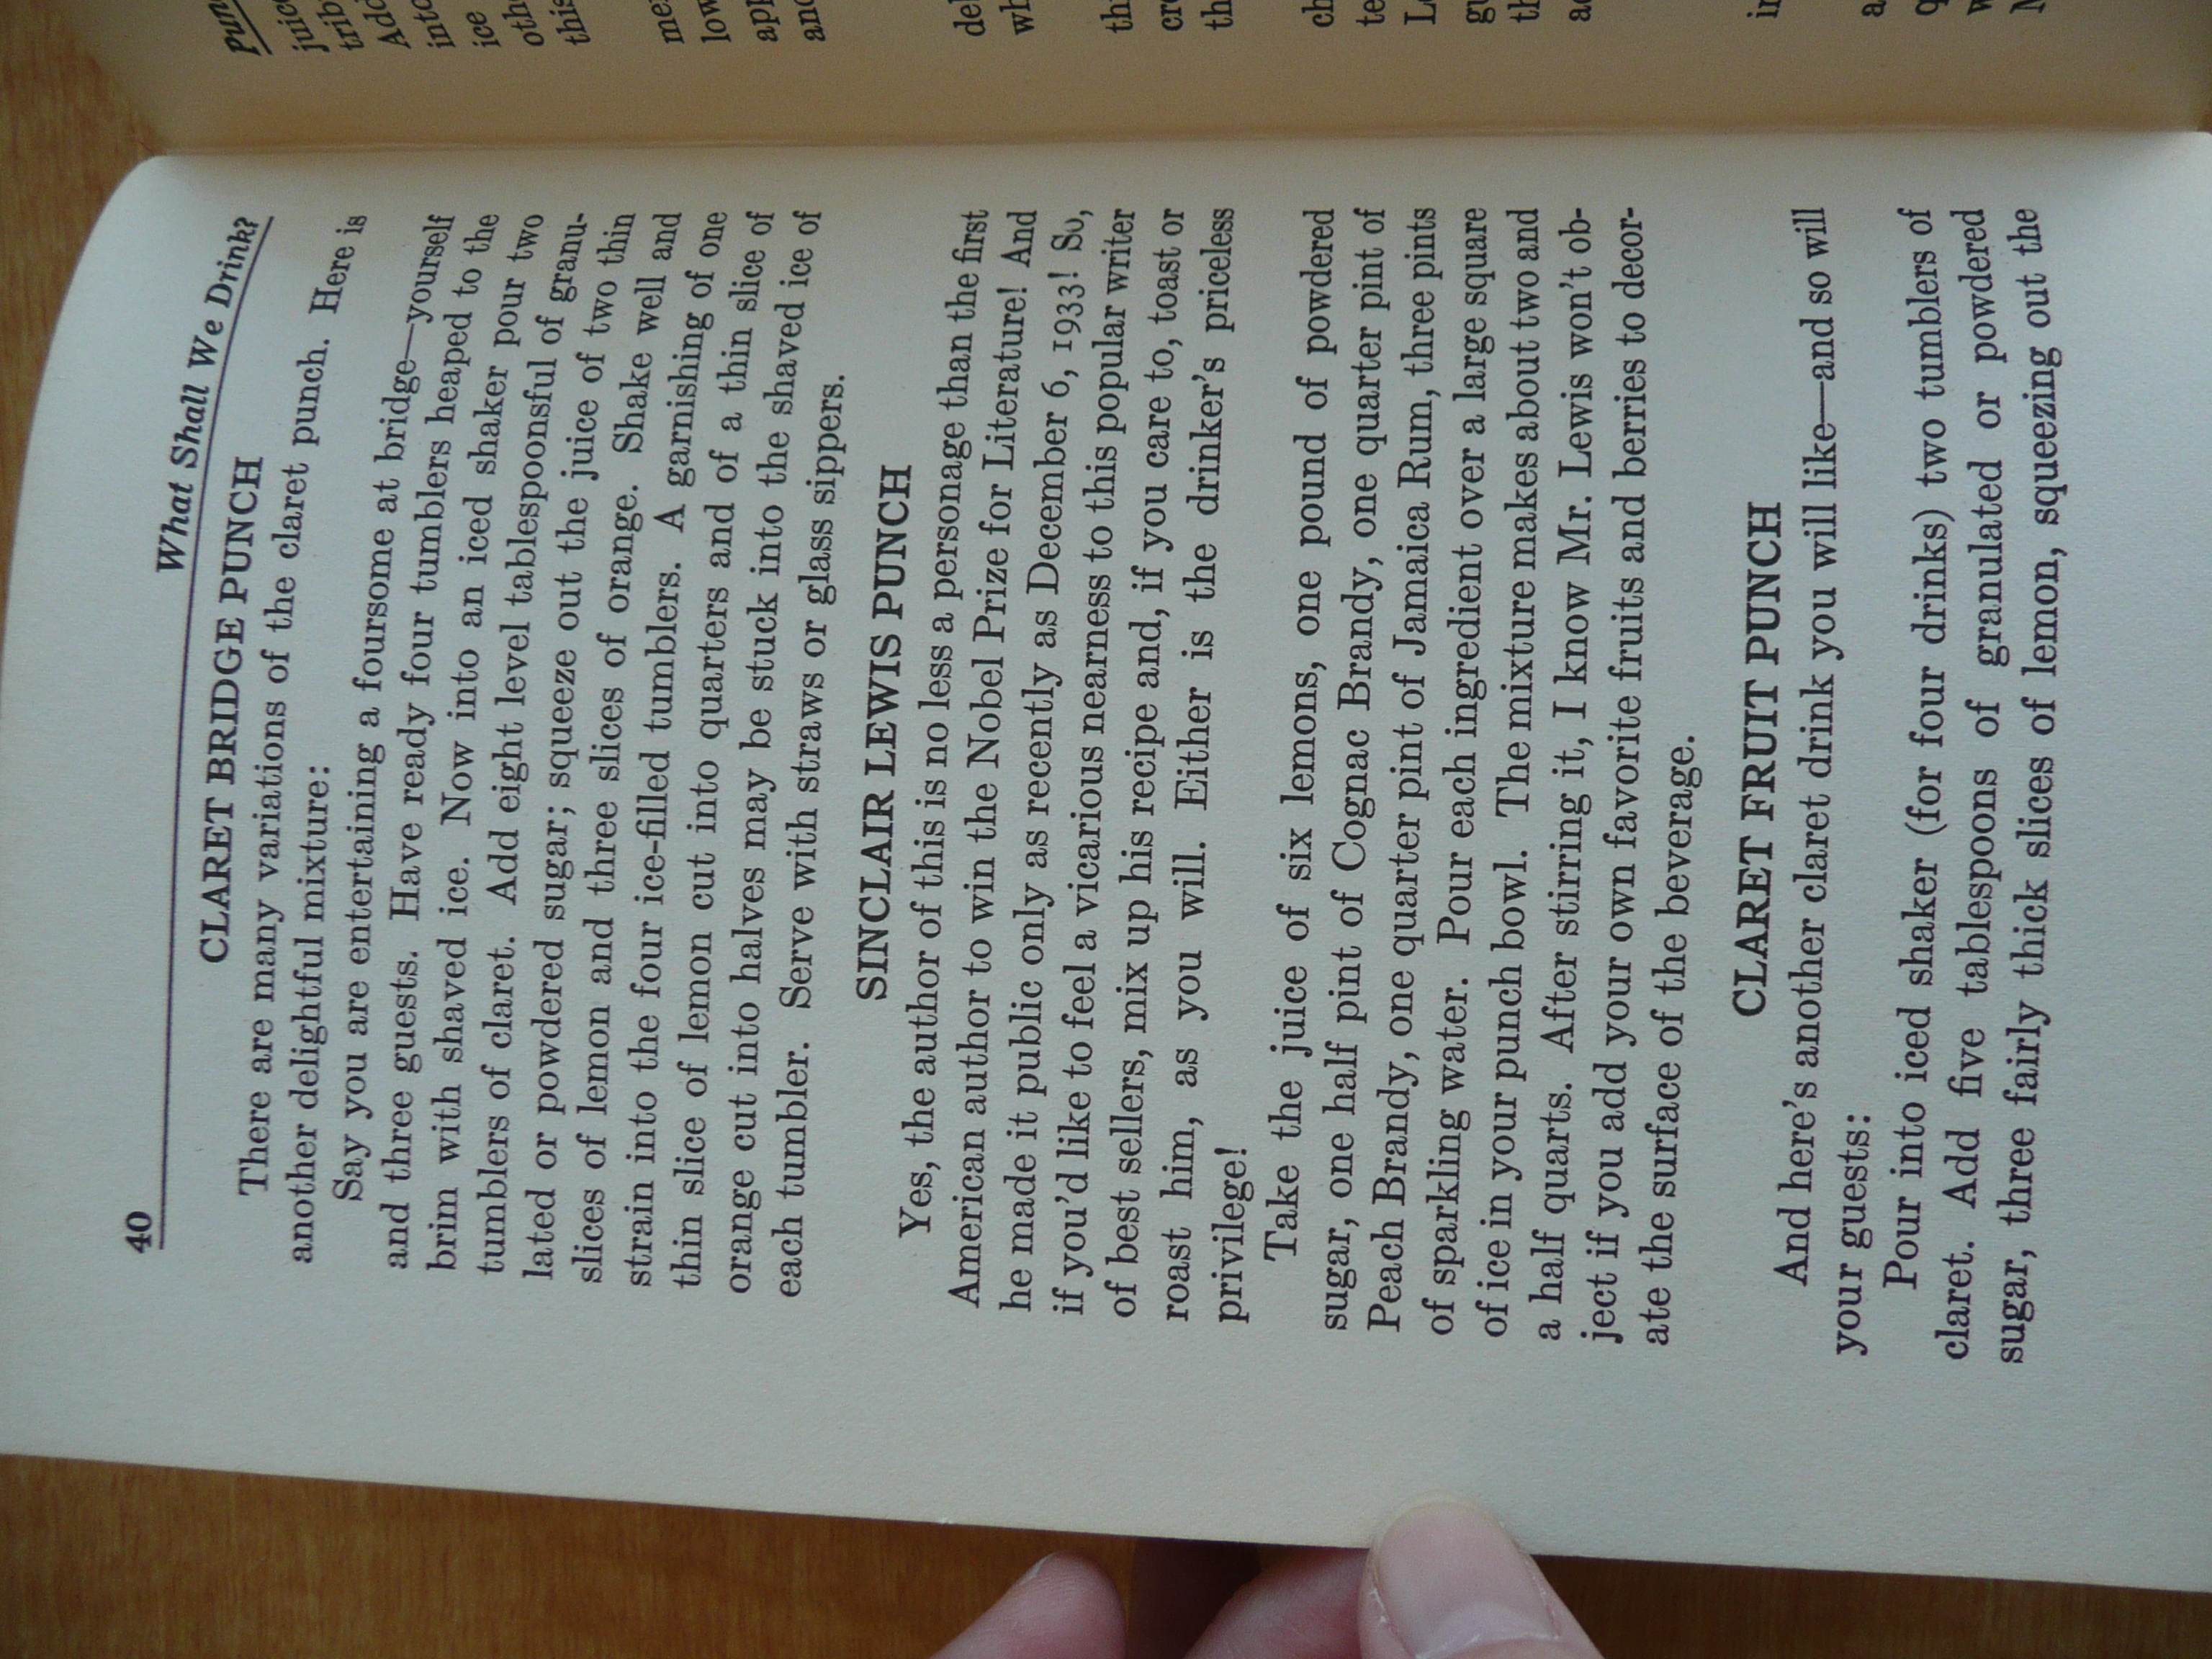 40 What Shall We Drink?
CLARET BRIDGE PUNCH
There are many variations of the claret punch. Here is
another delightful mixture:
Say you are entertaining a foursome at bridge—yourself
and three guests. Have ready four tumblers heaped to the
brim with shaved ice. Now into an iced shaker pour two
tumblers of claret. Add eight level tablespoonsful of granu-
lated or powdered sugar; squeeze out the juice of two thin
slices of lemon and three slices of orange. Shake well and
strain into the four ice-filled tumblers. A garnishing of one
thin slice of lemon cut into quarters and of a thin slice of
orange cut into halves may be stuck into the shaved ice of
each tumbler. Serve with straws or glass sippers.
SINCLAIR LEWIS PUNCH
Yes, the author of this is no less a personage than the first
American author to win the Nobel Prize for Literature! And
he made it public only as recently as December 6, 1933! So,
if you'd like to feel a vicarious nearness to this popular writer
of best sellers, mix up his recipe and, if you care to, toast or
roast him, as you will. Either is the drinker's priceless
privilege!
Take the juice of six lemons, one pound of powdered
sugar, one half pint of Cognac Brandy, one quarter pint of
Peach Brandy, one quarter pint of Jamaica Rum, three pints
of sparkling water. Pour each ingredient over a large square
of ice in your punch bowl. The mixture makes about two and
a half quarts. After stirring it, I know Mr. Lewis won't ob-
ject if you add your own favorite fruits and berries to decor-
ate the surface of the beverage.
CLARET FRUIT PUNCH
And here's another claret drink you will like—and so will
your guests:
Pour into iced shaker (for four drinks) two tumblers of
claret. Add five tablespoons of granulated or powdered
sugar, three fairly thick slices of lemon, squeezing out the